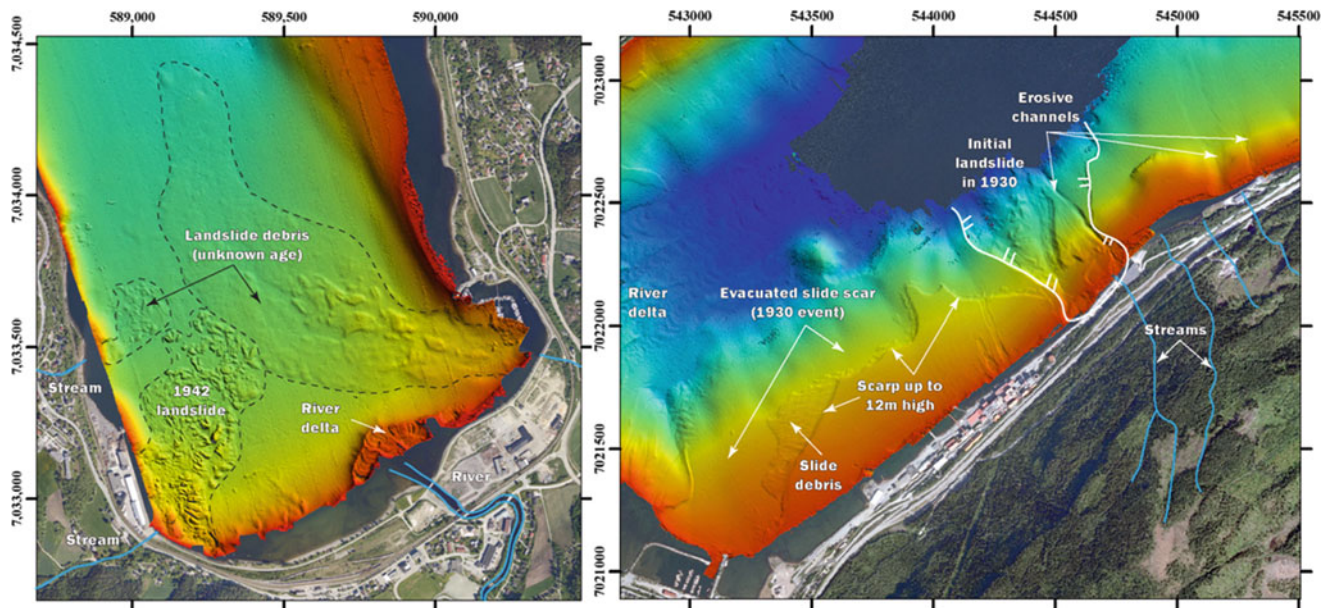 589,000
589,500
590,000
7,034,500
7,034,000
7,033,500
7,033,000
Landslide debris
(unknown age)
Stream
1942
landslide
River
delta
River
Stream
543000
543500
544000
544500
545000
545500
7023000
7022500
7022000
7021500
7021000
Erosive
channels
Initial
landslide
in 1930
River
delta
Evacuated slide scar
(1930 event)
Streams
Scarp up to
12m high
Slide
debris